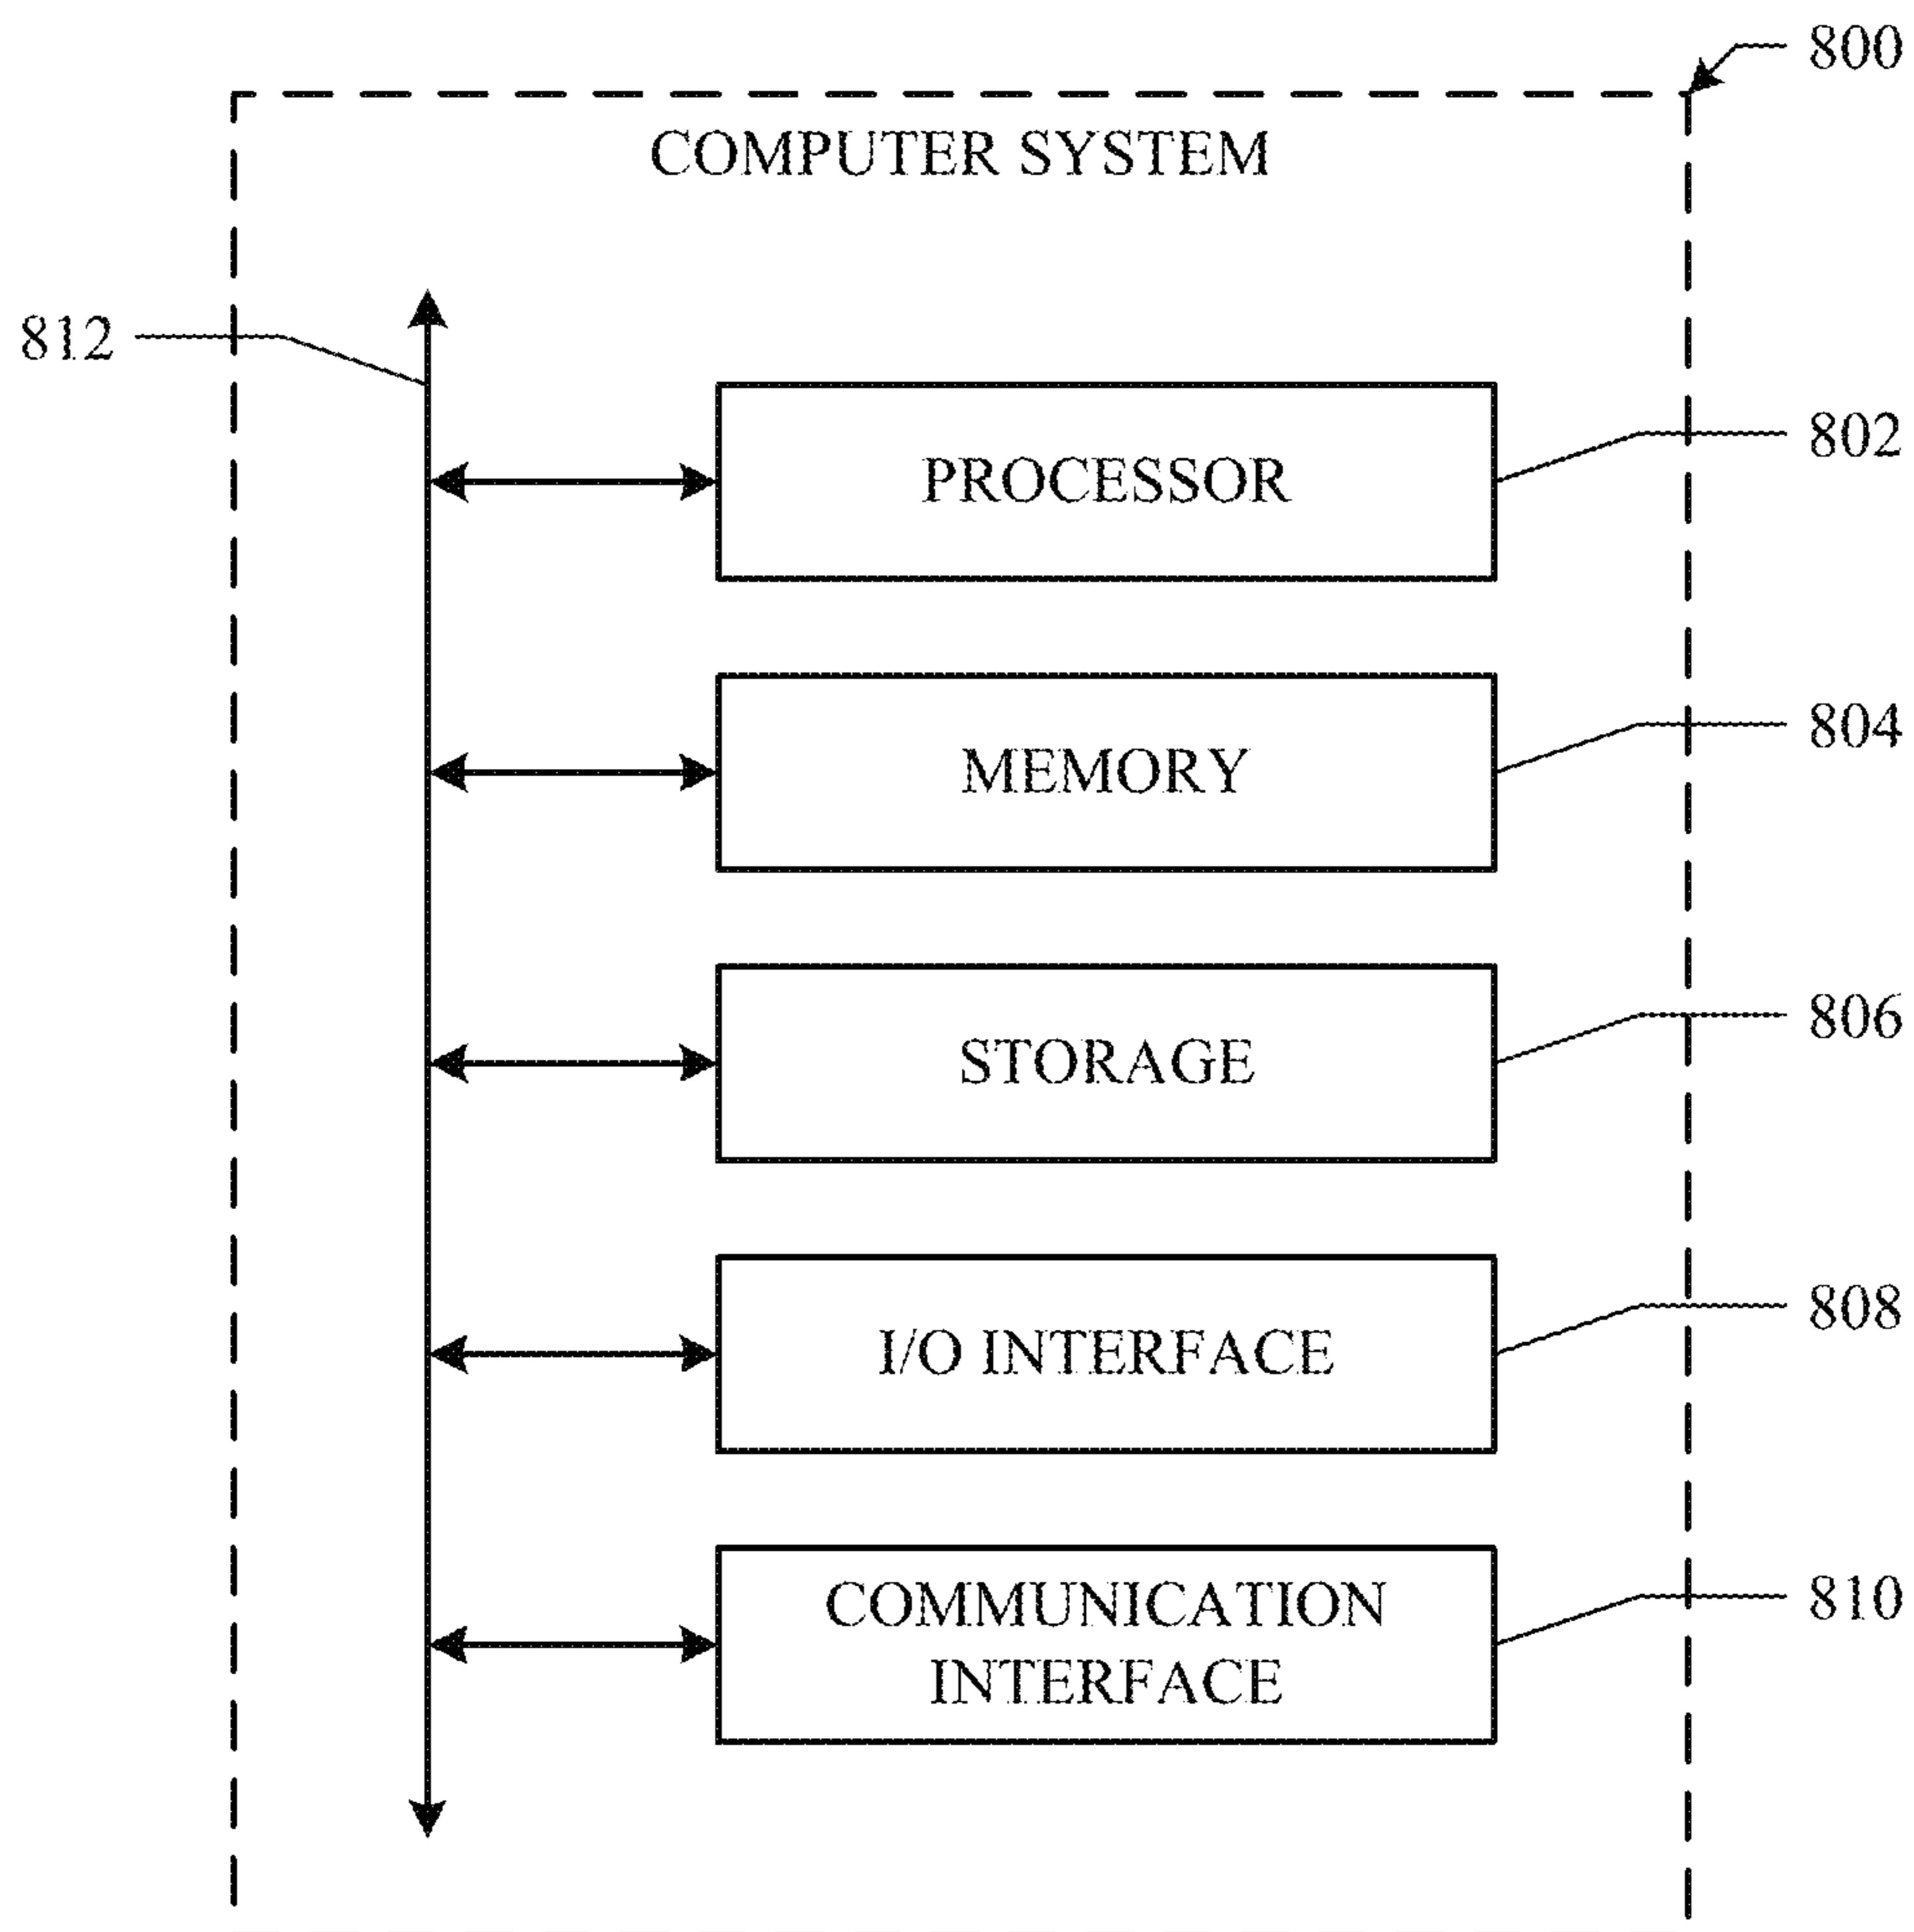 800
COMPUTER SYSTEM
812
PROCESSOR
802
MEMORY
804
STORAGE
806
I/O INTERFACE
808
COMMUNICATION
INTERFACE
810